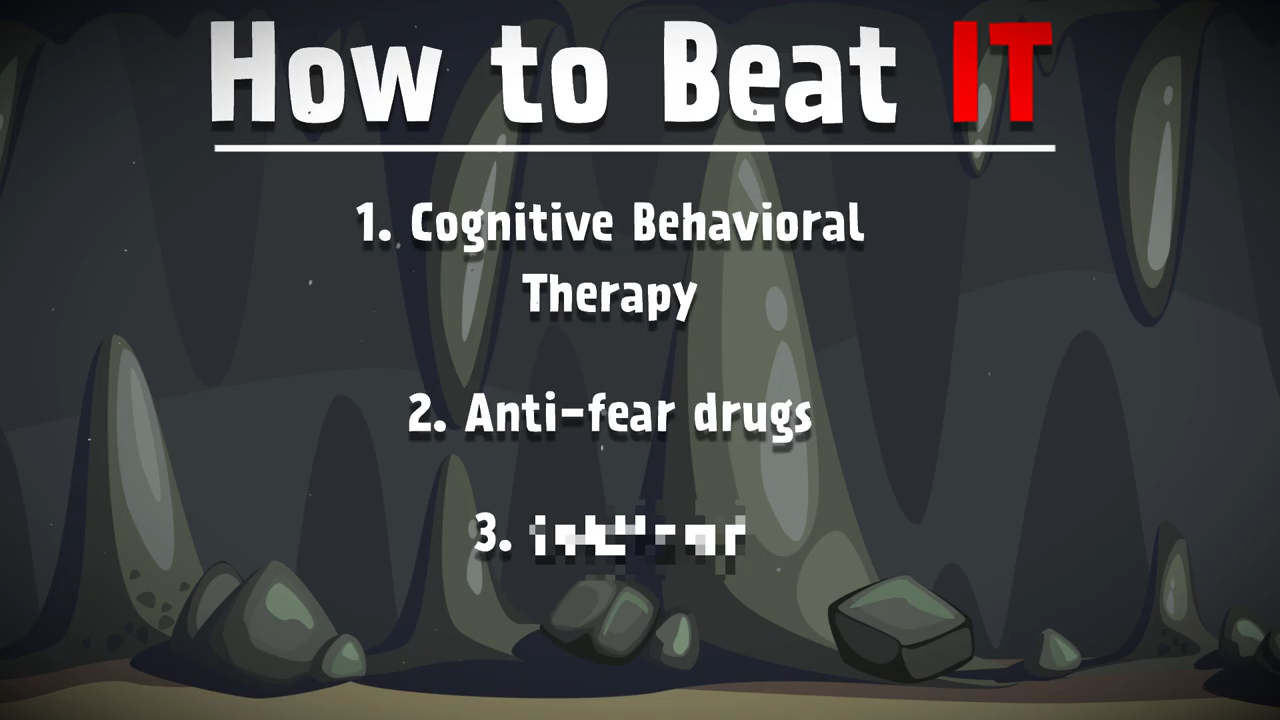 How to Beat IT
1. Cognitive Behavioral
Therapy
2. Anti-fear drugs
3.